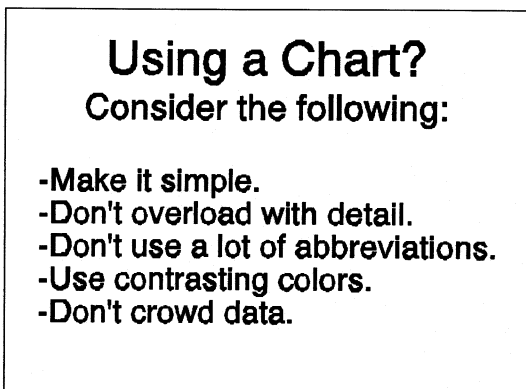 Using a Chart?
Consider the following:
-Make it simple.
-Don't overload with detail.
-Don't use a lot of abbreviations.
-Use contrasting colors.
-Don't crowd data.